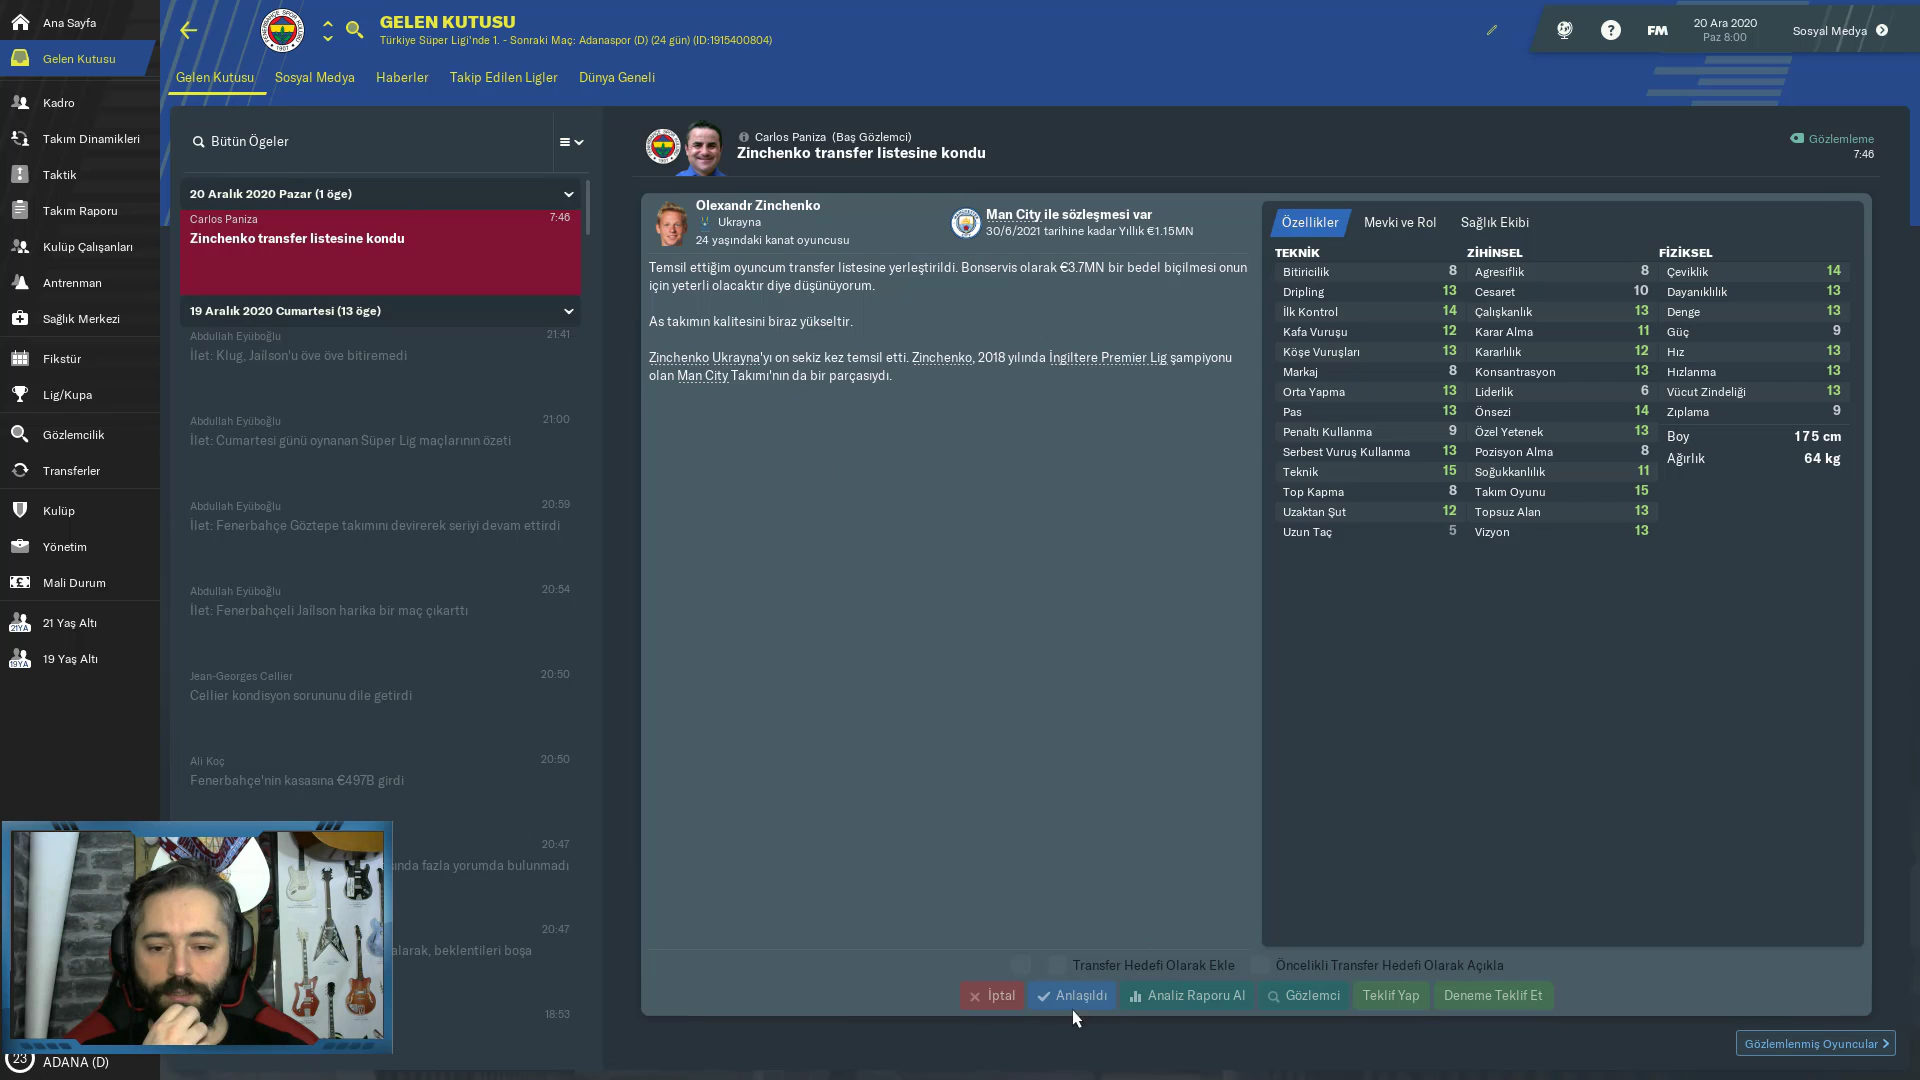 Ana Sayfa
Gelen Kutusu
Kadro
Takım Dinamikleri
Taktik
Takım Raporu
Kulüp Çalışanları
Antrenman
Sağlık Merkezi
Fikstür
Lig/Kupa
Gözlemcilik
Transferler
Kulüp
Yönetim
Mali Durum
21YA
21 Yaş Altı
19YA
19 Yaş Altı
23
ADANA (D)
GELEN KUTUSU
Türkiye Süper Ligi'nde 1. - Sonraki Maç: Adanaspor (D) (24 gün) (ID:1915400804)
FM
20 Ara 2020
Paz 8:00
Sosyal Medya
Gelen Kutusu
Sosyal Medya
Haberler
Takip Edilen Ligler
Dünya Geneli
Bütün Ögeler
20 Aralık 2020 Pazar (1 öge)
Carlos Paniza 7:46
Zinchenko transfer listesine kondu
19 Aralık 2020 Cumartesi (13 öge)
Abdullah Eyüboğlu 21:41
İlet: Klug, Jaílson'u öve öve bitiremedi
Abdullah Eyüboğlu 21:00
İlet: Cumartesi günü oynanan Süper Lig maçlarının özeti
Abdullah Eyüboğlu 20:59
İlet: Fenerbahçe Göztepe takımını devirerek seriyi devam ettirdi
Abdullah Eyüboğlu 20:54
İlet: Fenerbahçeli Jaílson harika bir maç çıkarttı
Jean-Georges Cellier 20:50
Cellier kondisyon sorununu dile getirdi
Ali Koç 20:50
Fenerbahçe'nin kasasına €497B girdi
20:47
fazla yorumda bulunmadı
20:47
alarak, beklentileri boşa
18:53
Carlos Paniza (Baş Gözlemci)
Zinchenko transfer listesine kondu
Gözlemleme
7:46
Olexandr Zinchenko
Ukrayna
24 yaşındaki kanat oyuncusu
Man City ile sözleşmesi var
30/6/2021 tarihine kadar Yıllık €1.15MN
Temsil ettiğim oyuncum transfer listesine yerleştirildi. Bonservis olarak €3.7MN bir bedel biçilmesi onun
için yeterli olacaktır diye düşünüyorum.
As takımın kalitesini biraz yükseltir.
Zinchenko Ukrayna'yı on sekiz kez temsil etti. Zinchenko, 2018 yılında İngiltere Premier Lig şampiyonu
olan Man City Takımı'nın da bir parçasıydı.
Özellikler
Mevki ve Rol
Sağlık Ekibi
TEKNİK
Bitiricilik 8
Dripling 13
İlk Kontrol 14
Kafa Vuruşu 12
Köşe Vuruşları 13
Markaj 8
Orta Yapma 13
Pas 13
Penaltı Kullanma 9
Serbest Vuruş Kullanma 13
Teknik 15
Top Kapma 8
Uzaktan Şut 12
Uzun Taç 5
ZİHİNSEL
Agresiflik 8
Cesaret 10
Çalışkanlık 13
Karar Alma 11
Kararlılık 12
Konsantrasyon 13
Liderlik 6
Önsezi 14
Özel Yetenek 13
Pozisyon Alma 8
Soğukkanlılık 11
Takım Oyunu 15
Topsuz Alan 13
Vizyon 13
FİZİKSEL
Çeviklik 14
Dayanıklılık 13
Denge 13
Güç 9
Hız 13
Hızlanma 13
Vücut Zindeliği 13
Zıplama 9
Boy 175 cm
Ağırlık 64 kg
Transfer Hedefi Olarak Ekle
Öncelikli Transfer Hedefi Olarak Açıkla
İptal
Anlaşıldı
Analiz Raporu Al
Gözlemci
Teklif Yap
Deneme Teklif Et
Gözlemlenmiş Oyuncular